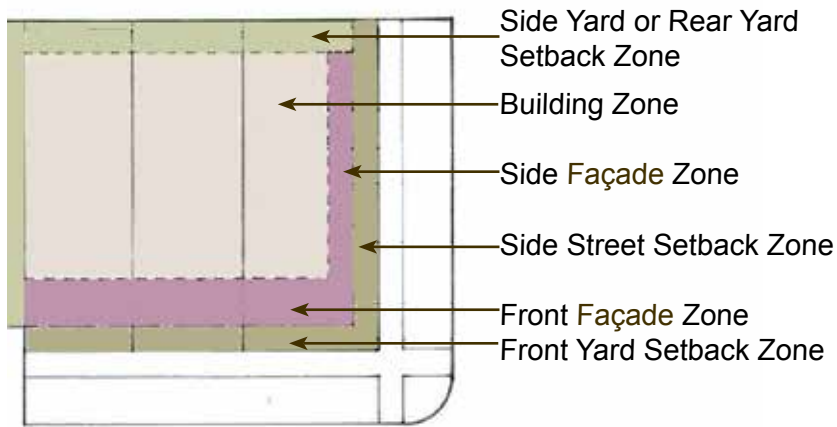 Side Yard or Rear Yard
Setback Zone
Building Zone
Side Façade Zone
Side Street Setback Zone
Front Façade Zone
Front Yard Setback Zone